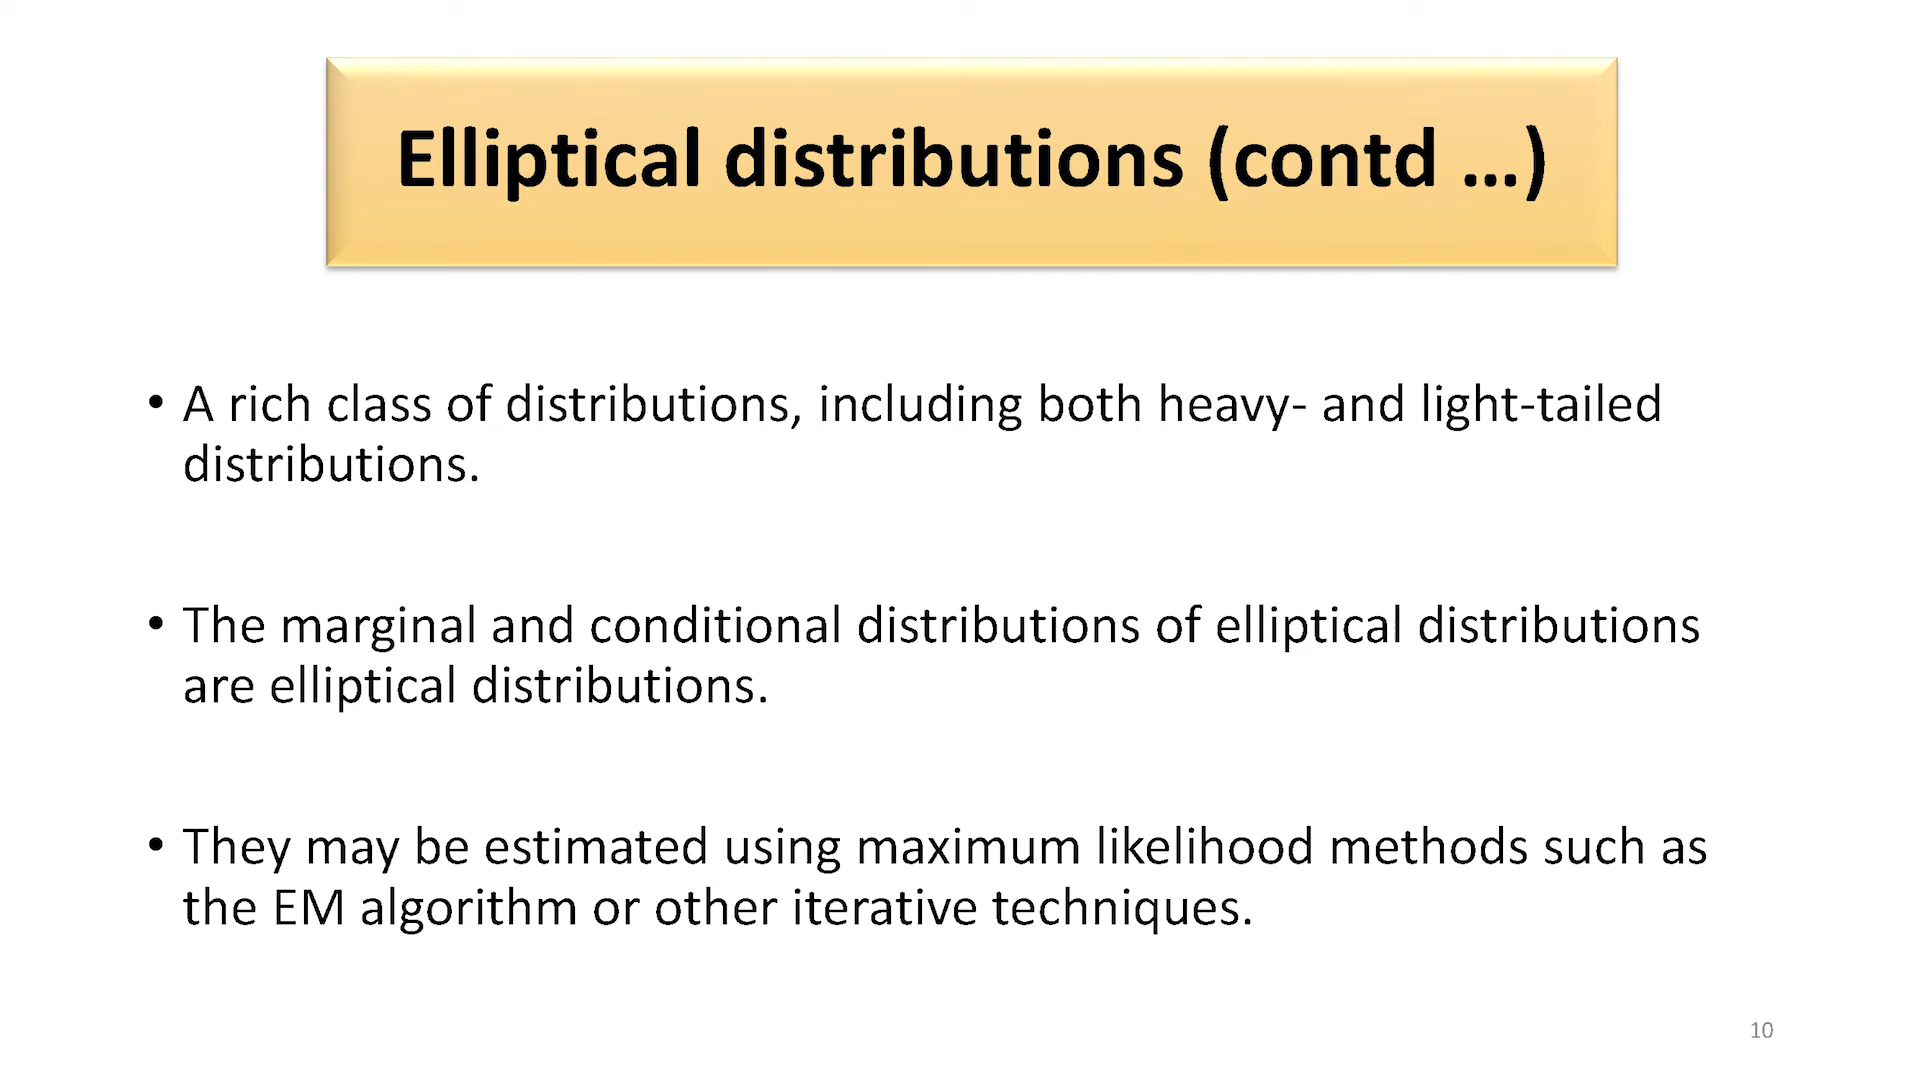 Elliptical distributions (contd ...)
• A rich class of distributions, including both heavy- and light-tailed
distributions.
• The marginal and conditional distributions of elliptical distributions
are elliptical distributions.
• They may be estimated using maximum likelihood methods such as
the EM algorithm or other iterative techniques.
10